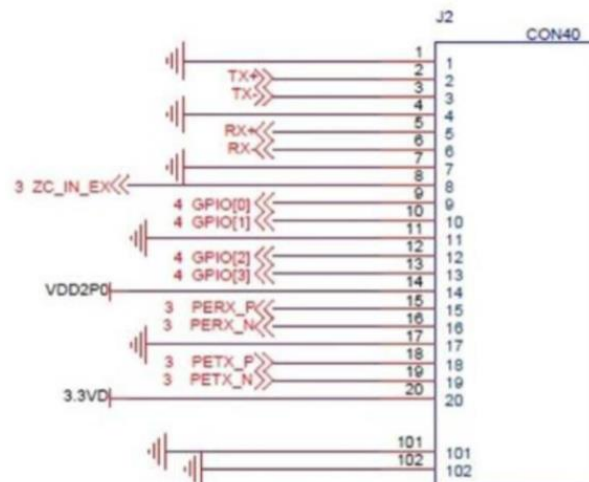 J2
CON40
1 1
TX+ 2 2
TX- 3 3
4 4
RX+ 5 5
RX- 6 6
7 7
3 ZC_IN_EX 8 8
4 GPIO[0] 9 9
4 GPIO[1] 10 10
11 11
4 GPIO[2] 12 12
4 GPIO[3] 13 13
VDD2P0 14 14
3 PERX_P 15 15
3 PERX_N 16 16
17 17
3 PETX_P 18 18
3 PETX_N 19 19
3.3VD 20 20
101 101
102 102